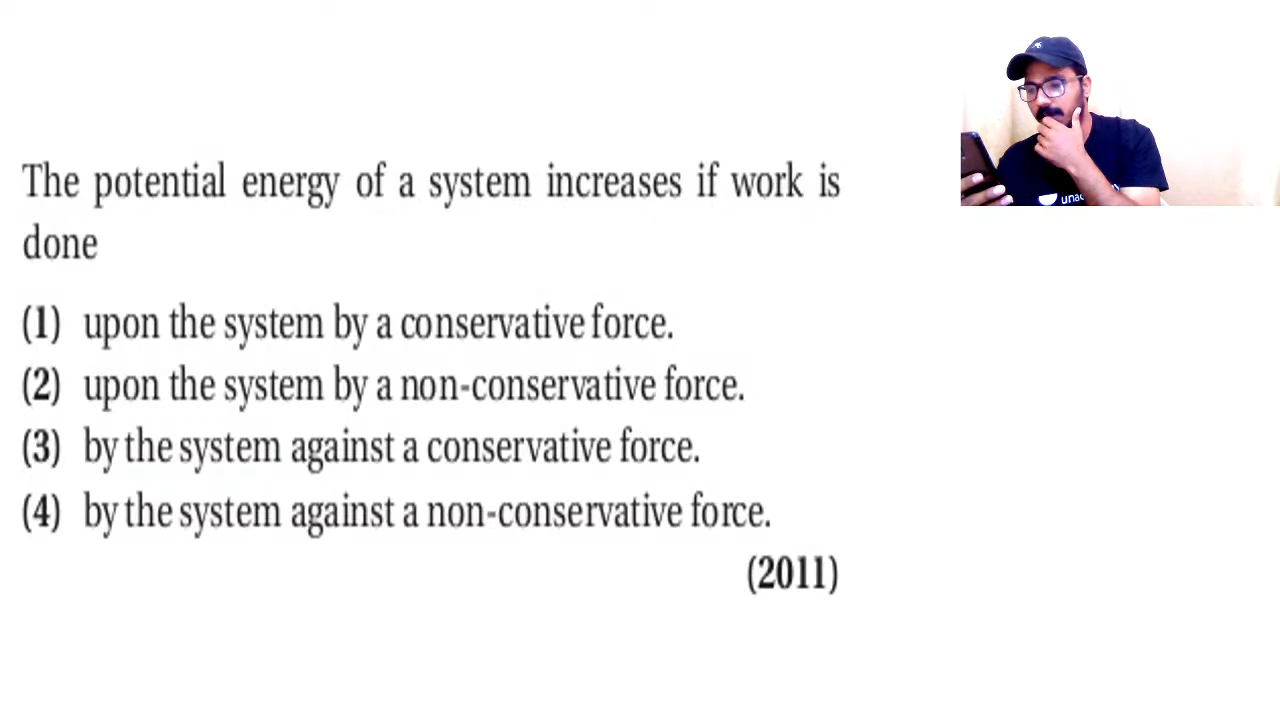 The potential energy of a system increases if work is
done
(1) upon the system by a conservative force.
(2) upon the system by a non-conservative force.
(3) by the system against a conservative force.
(4) by the system against a non-conservative force.
(2011)